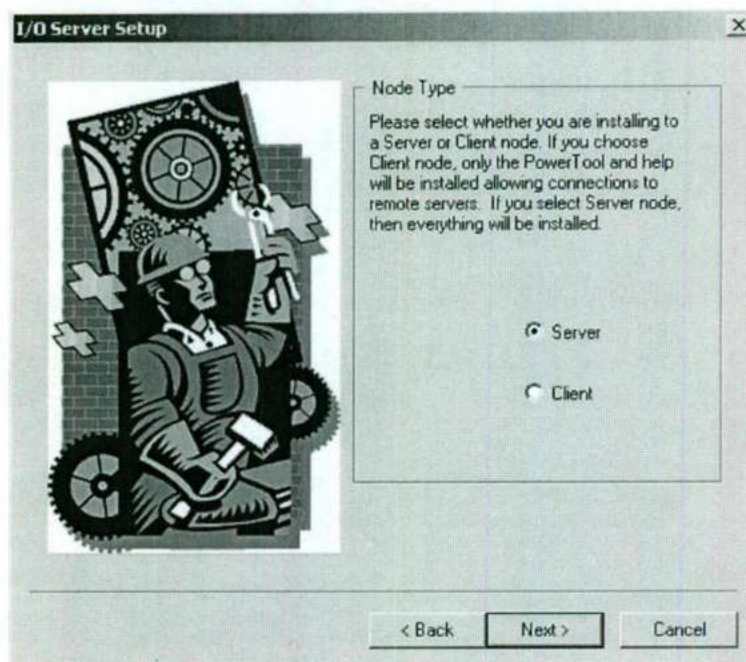 I/O Server Setup
Node Type
Please select whether you are installing to
a Server or Client node. If you choose
Client node, only the PowerTool and help
will be installed allowing connections to
remote servers. If you select Server node,
then everything will be installed.
Server
Client
< Back
Next >
Cancel